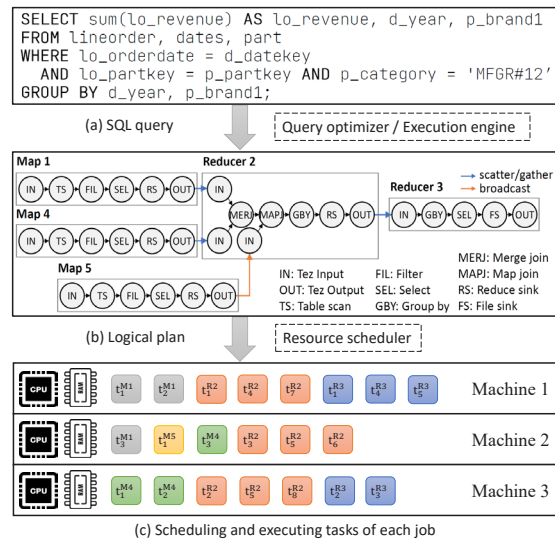 SELECT sum(lo_revenue) AS lo_revenue, d_year, p_brand1
FROM lineorder, dates, part
WHERE lo_orderdate = d_datekey
AND lo_partkey = p_partkey AND p_category = 'MFGR#12'
GROUP BY d_year, p_brand1;
(a) SQL query
Query optimizer / Execution engine
Map 1
IN TS FIL SEL RS OUT
Map 4
IN TS FIL SEL RS OUT
Map 5
IN TS FIL SEL RS OUT
Reducer 2
IN IN MERJ IN MAPJ GBY RS OUT
scatter/gather
broadcast
Reducer 3
IN GBY SEL FS OUT
IN: Tez Input
OUT: Tez Output
TS: Table scan
FIL: Filter
SEL: Select
GBY: Group by
MERJ: Merge join
MAPJ: Map join
RS: Reduce sink
FS: File sink
(b) Logical plan
Resource scheduler
CPU RAM t₁ᴹ¹ t₂ᴹ¹ t₁ᴿ² t₄ᴿ² t₇ᴿ² t₁ᴿ³ t₄ᴿ³ t₅ᴿ³ Machine 1
CPU RAM t₃ᴹ¹ t₁ᴹ⁵ t₃ᴹ⁴ t₃ᴿ² t₅ᴿ² t₆ᴿ² Machine 2
CPU RAM t₁ᴹ⁴ t₂ᴹ⁴ t₂ᴿ² t₅ᴿ² t₈ᴿ² t₂ᴿ³ t₃ᴿ³ Machine 3
(c) Scheduling and executing tasks of each job